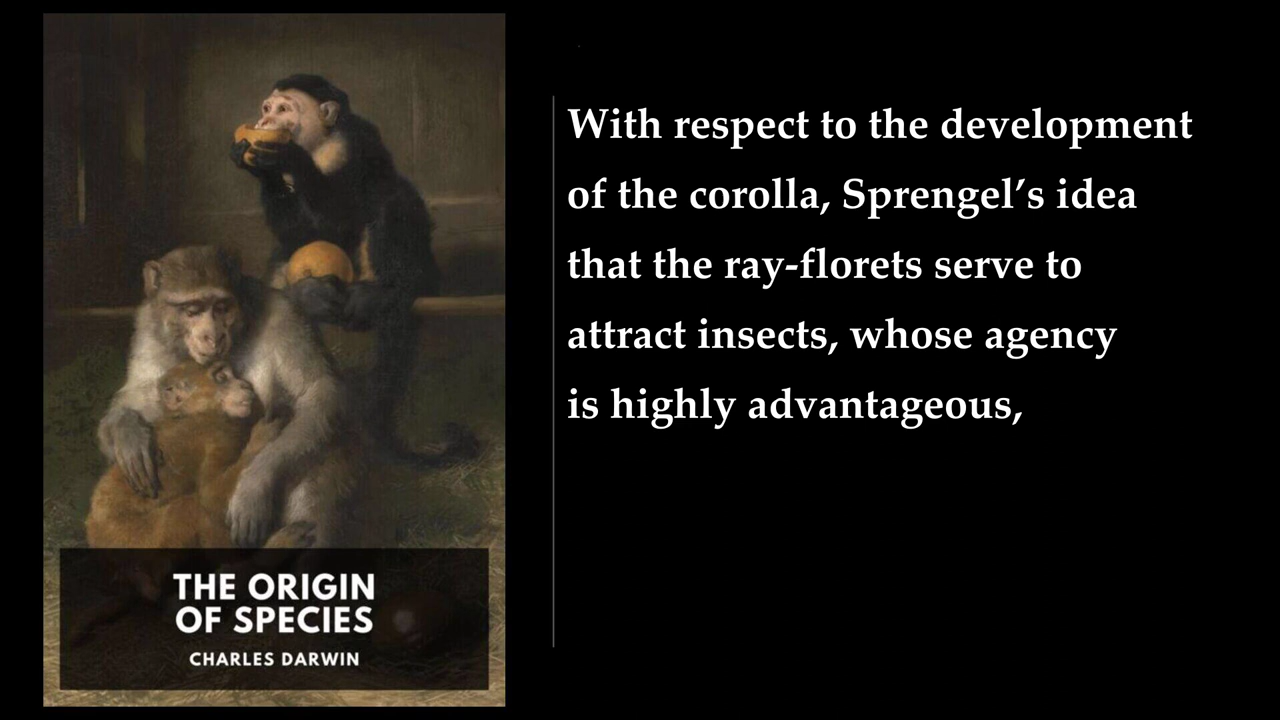 THE ORIGIN
OF SPECIES
CHARLES DARWIN
With respect to the development
of the corolla, Sprengel’s idea
that the ray-florets serve to
attract insects, whose agency
is highly advantageous,